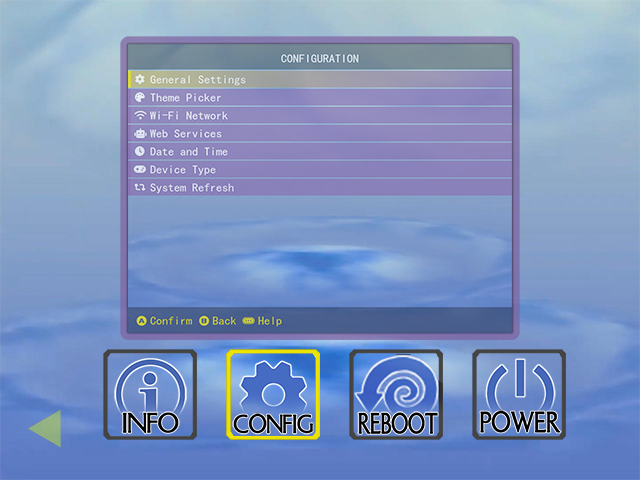 CONFIGURATION
General Settings
Theme Picker
Wi-Fi Network
Web Services
Date and Time
Device Type
System Refresh
A Confirm B Back Help
INFO CONFIG REBOOT POWER